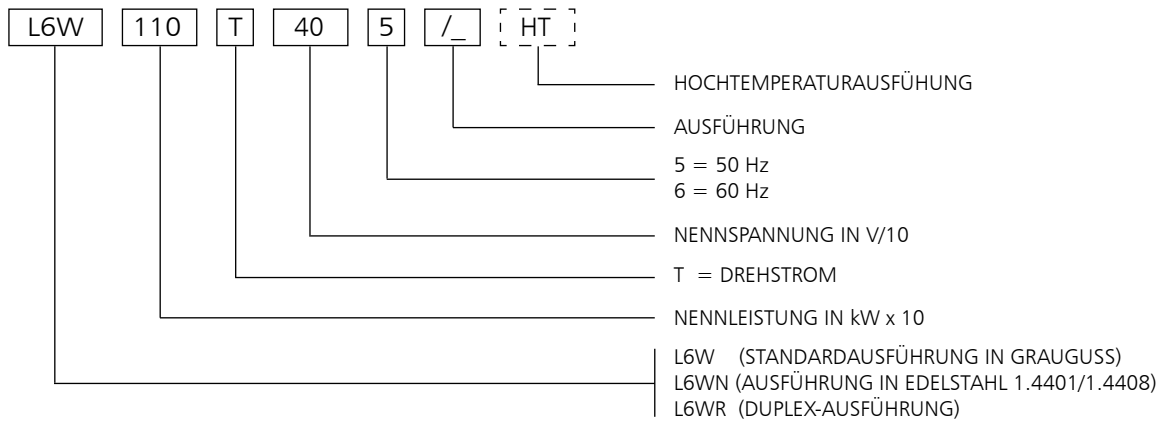 L6W 110 T 40 5 /_ HT
HOCHTEMPERATURAUSFÜHUNG
AUSFÜHRUNG
5 = 50 Hz
6 = 60 Hz
NENNSPANNUNG IN V/10
T = DREHSTROM
NENNLEISTUNG IN kW x 10
L6W (STANDARDAUSFÜHRUNG IN GRAUGUSS)
L6WN (AUSFÜHRUNG IN EDELSTAHL 1.4401/1.4408)
L6WR (DUPLEX-AUSFÜHRUNG)